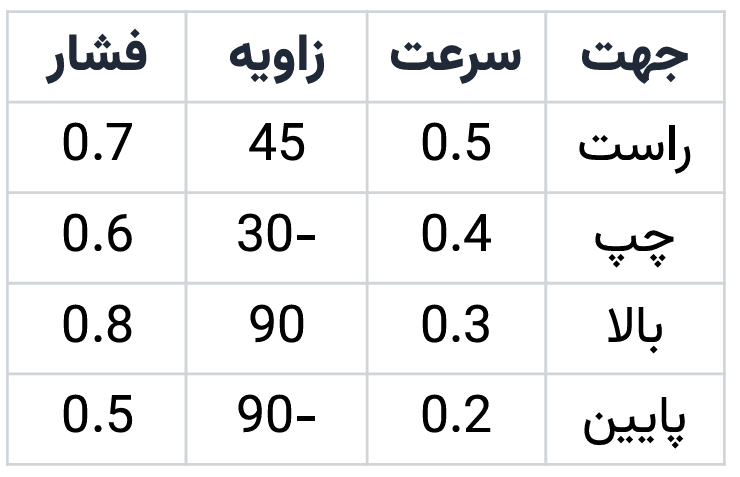 جهت سرعت زاویه فشار
راست 0.5 45 0.7
چپ 0.4 -30 0.6
بالا 0.3 90 0.8
پایین 0.2 -90 0.5